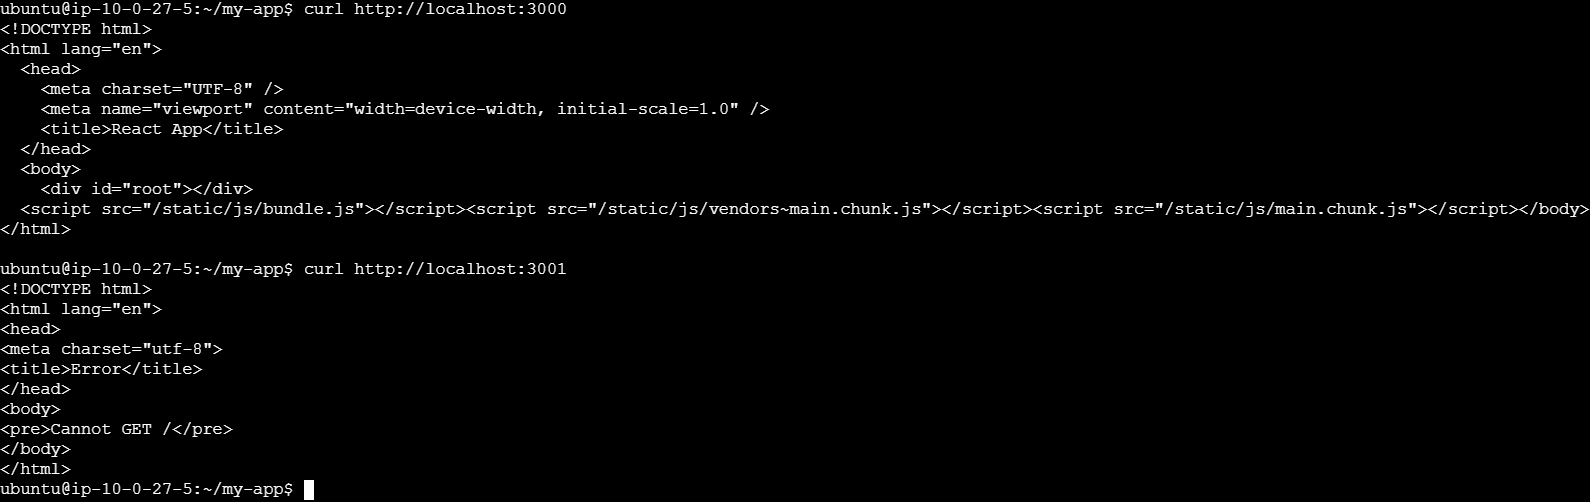 ubuntu@ip-10-0-27-5:~/my-app$ curl http://localhost:3000
<!DOCTYPE html>
<html lang="en">
  <head>
    <meta charset="UTF-8" />
    <meta name="viewport" content="width=device-width, initial-scale=1.0" />
    <title>React App</title>
  </head>
  <body>
    <div id="root"></div>
  <script src="/static/js/bundle.js"></script><script src="/static/js/vendors~main.chunk.js"></script><script src="/static/js/main.chunk.js"></script></body>
</html>

ubuntu@ip-10-0-27-5:~/my-app$ curl http://localhost:3001
<!DOCTYPE html>
<html lang="en">
<head>
<meta charset="utf-8">
<title>Error</title>
</head>
<body>
<pre>Cannot GET /</pre>
</body>
</html>
ubuntu@ip-10-0-27-5:~/my-app$